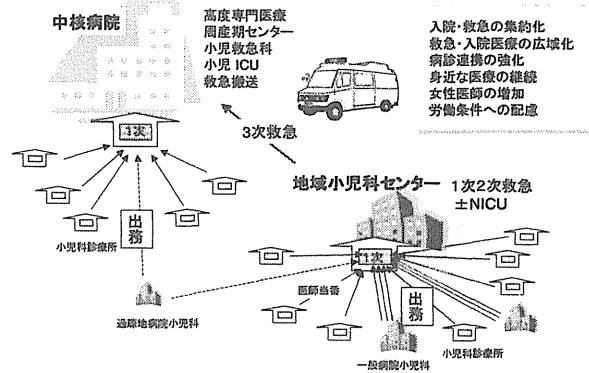 中核病院
高度専門医療
周産期センター
小児救急科
小児 ICU
救急搬送
入院・救急の集約化
救急・入院医療の広域化
病診連携の強化
身近な医療の継続
女性医師の増加
労働条件への配慮
1次
3次救急
地域小児科センター
1次2次救急
±NICU
出務
小児科診療所
1次
医師当番
出務
過疎地病院小児科
小児科診療所
一般病院小児科